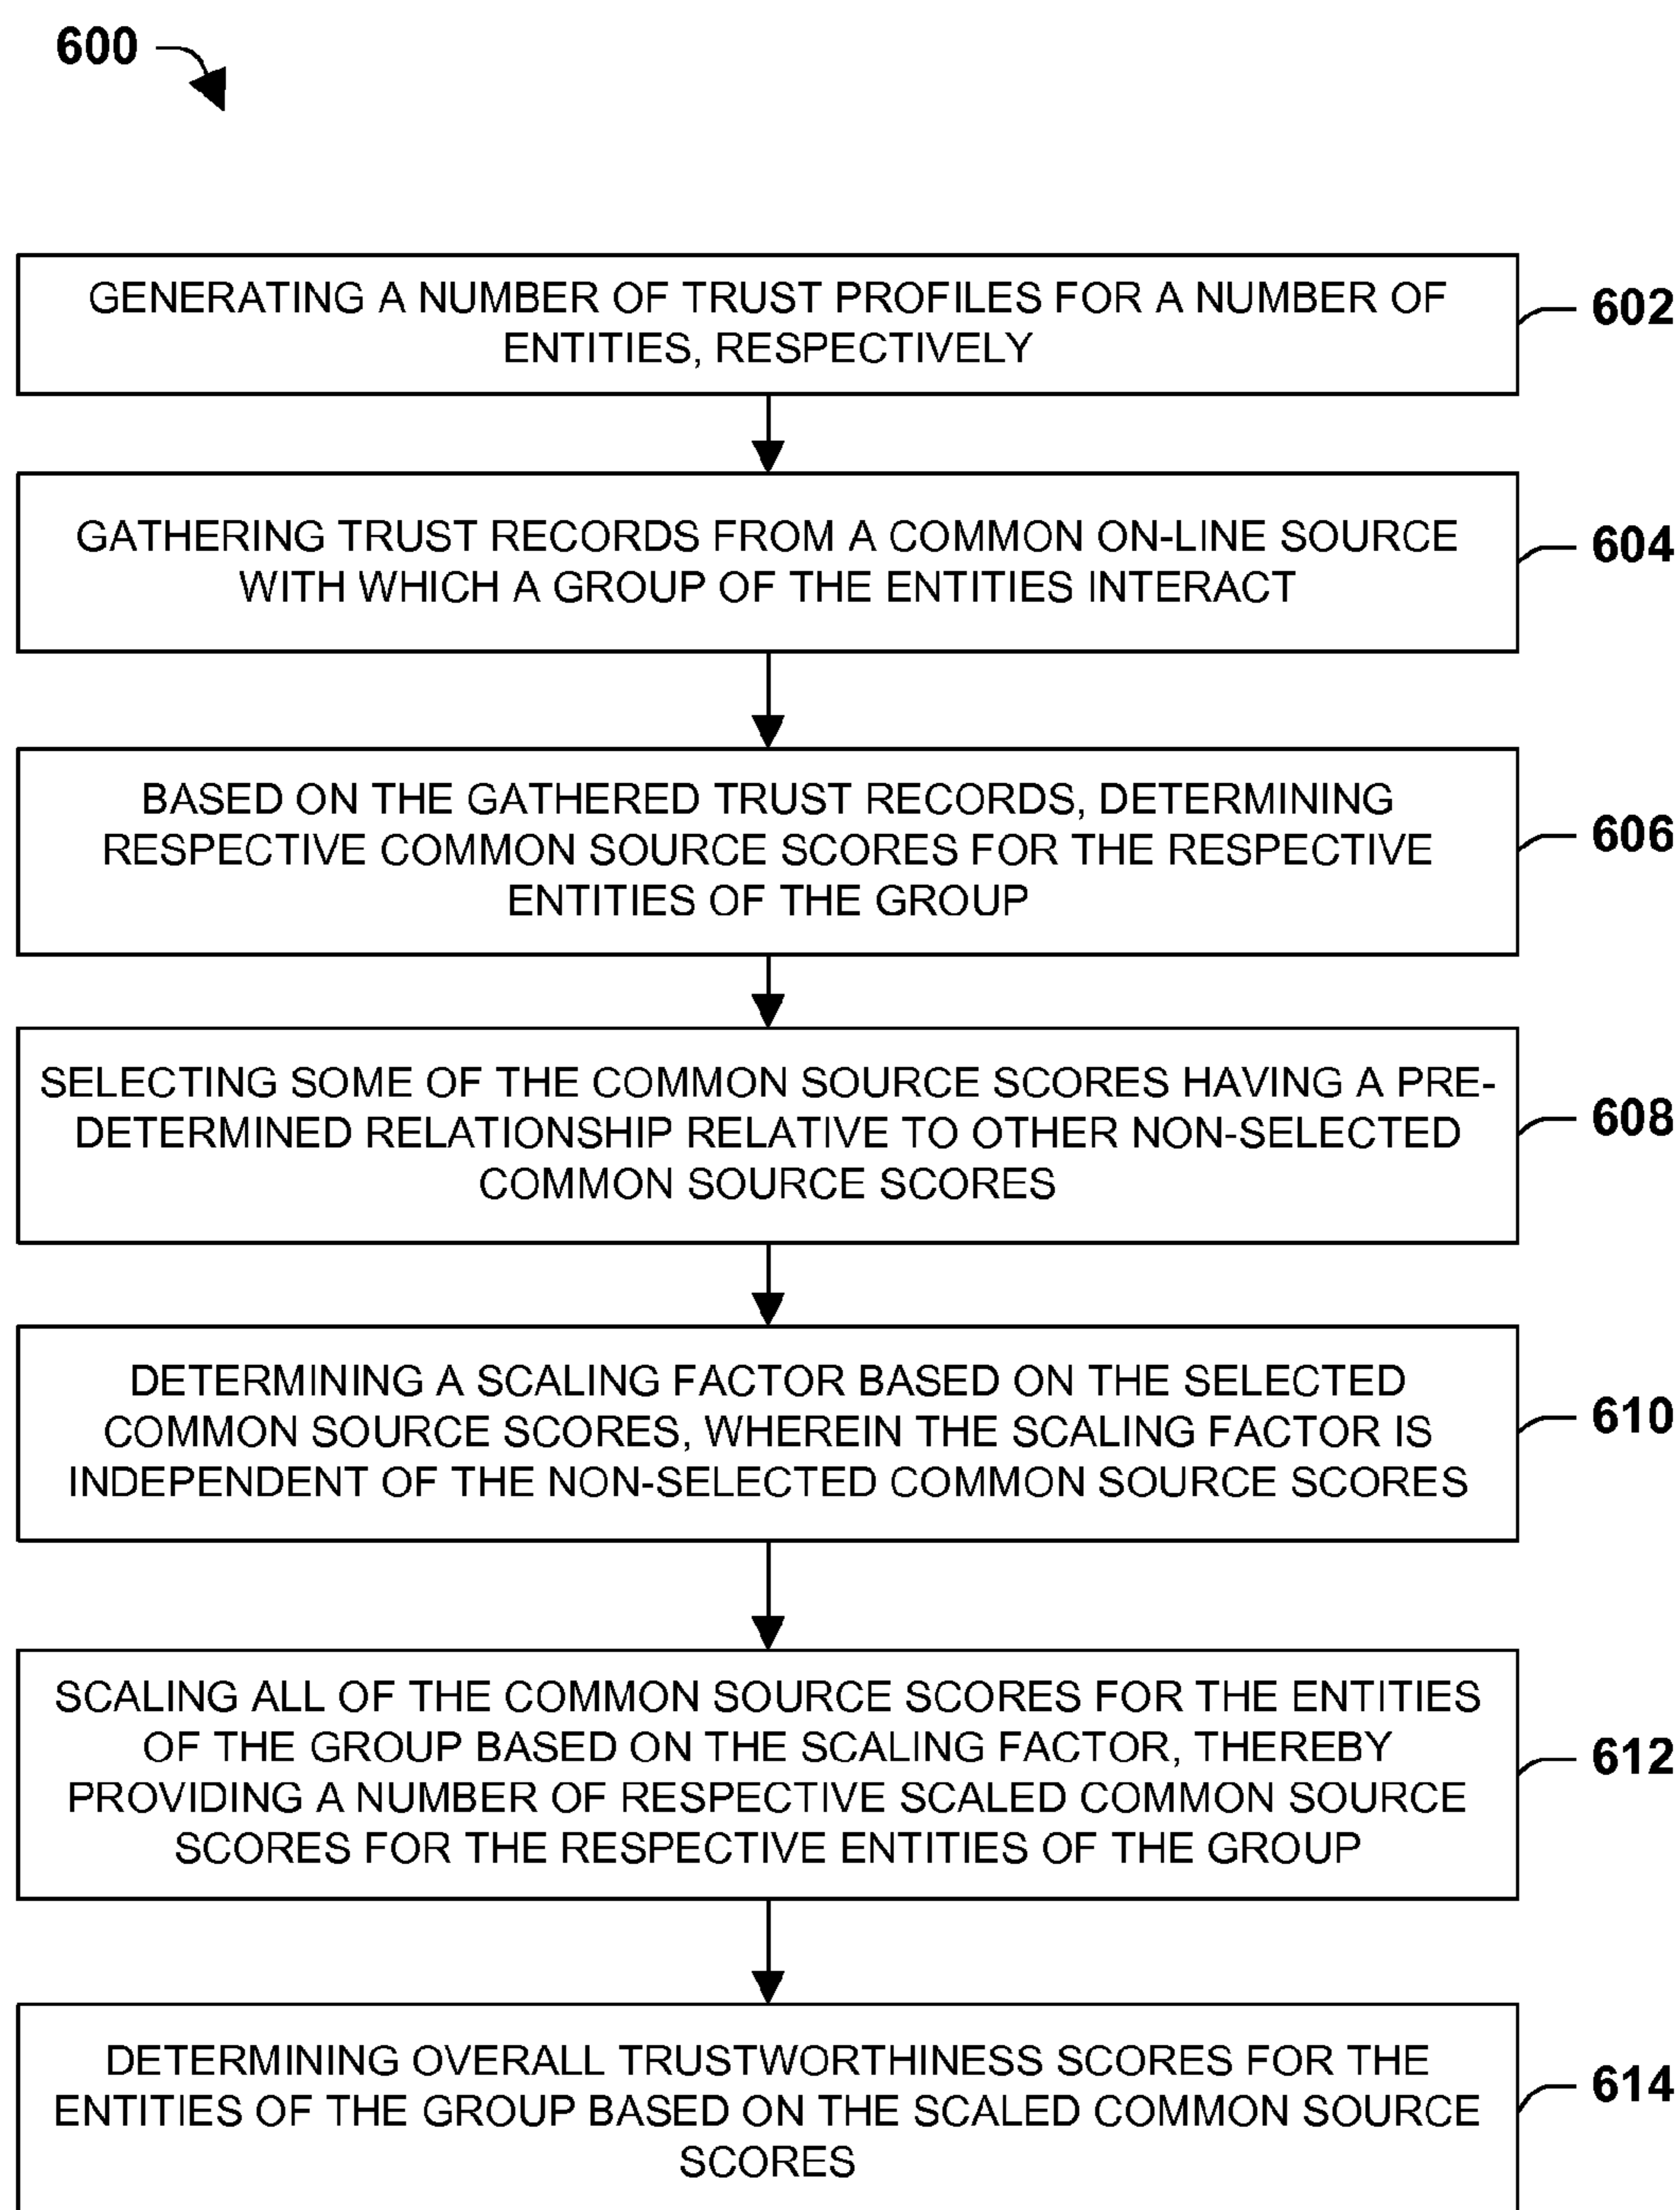 600
GENERATING A NUMBER OF TRUST PROFILES FOR A NUMBER OF
ENTITIES, RESPECTIVELY
602
GATHERING TRUST RECORDS FROM A COMMON ON-LINE SOURCE
WITH WHICH A GROUP OF THE ENTITIES INTERACT
604
BASED ON THE GATHERED TRUST RECORDS, DETERMINING
RESPECTIVE COMMON SOURCE SCORES FOR THE RESPECTIVE
ENTITIES OF THE GROUP
606
SELECTING SOME OF THE COMMON SOURCE SCORES HAVING A PRE-
DETERMINED RELATIONSHIP RELATIVE TO OTHER NON-SELECTED
COMMON SOURCE SCORES
608
DETERMINING A SCALING FACTOR BASED ON THE SELECTED
COMMON SOURCE SCORES, WHEREIN THE SCALING FACTOR IS
INDEPENDENT OF THE NON-SELECTED COMMON SOURCE SCORES
610
SCALING ALL OF THE COMMON SOURCE SCORES FOR THE ENTITIES
OF THE GROUP BASED ON THE SCALING FACTOR, THEREBY
PROVIDING A NUMBER OF RESPECTIVE SCALED COMMON SOURCE
SCORES FOR THE RESPECTIVE ENTITIES OF THE GROUP
612
DETERMINING OVERALL TRUSTWORTHINESS SCORES FOR THE
ENTITIES OF THE GROUP BASED ON THE SCALED COMMON SOURCE
SCORES
614